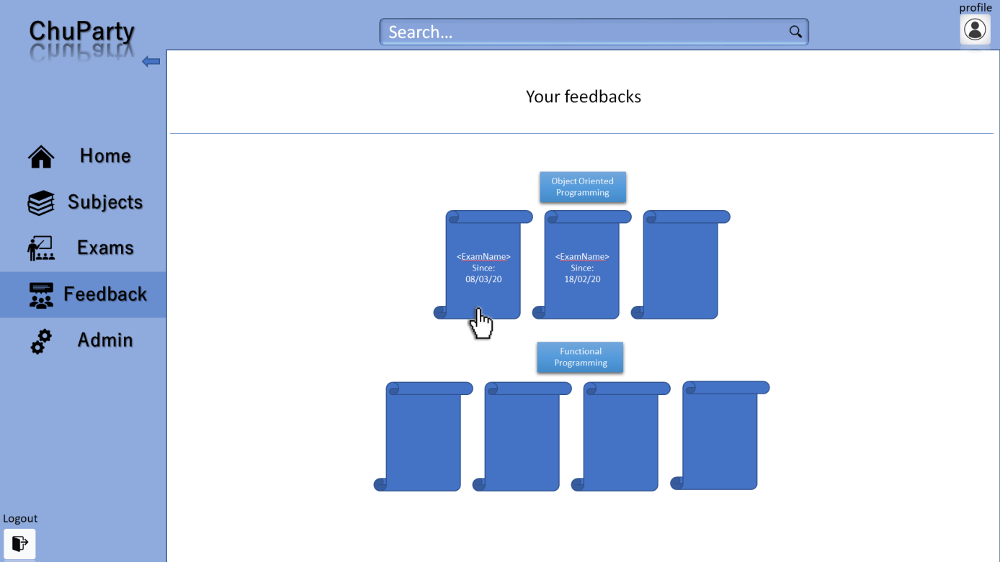 profile
ChuParty
Search...
Your feedbacks
Home
Subjects
Exams
Feedback
Admin
Logout
Object Oriented
Programming
<ExamName>
Since:
08/03/20
<ExamName>
Since:
18/02/20
Functional
Programming